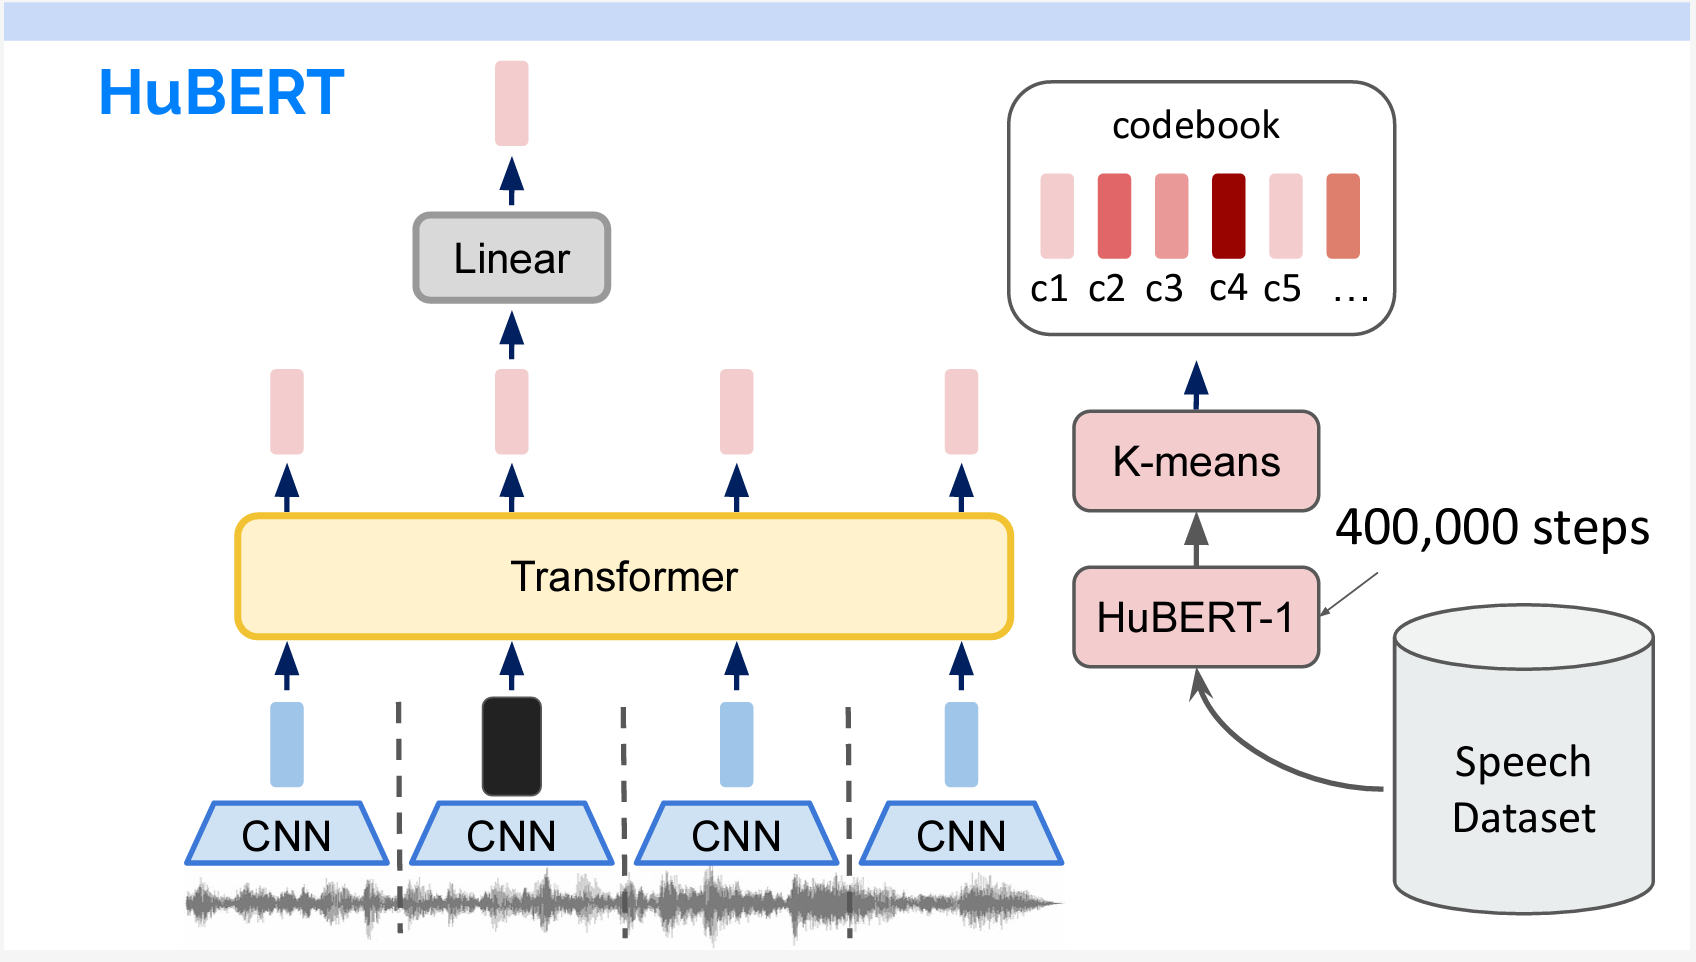 HuBERT
Linear
Transformer
CNN
CNN
CNN
CNN
codebook
c1 c2 c3 c4 c5 ...
K-means
400,000 steps
HuBERT-1
Speech
Dataset